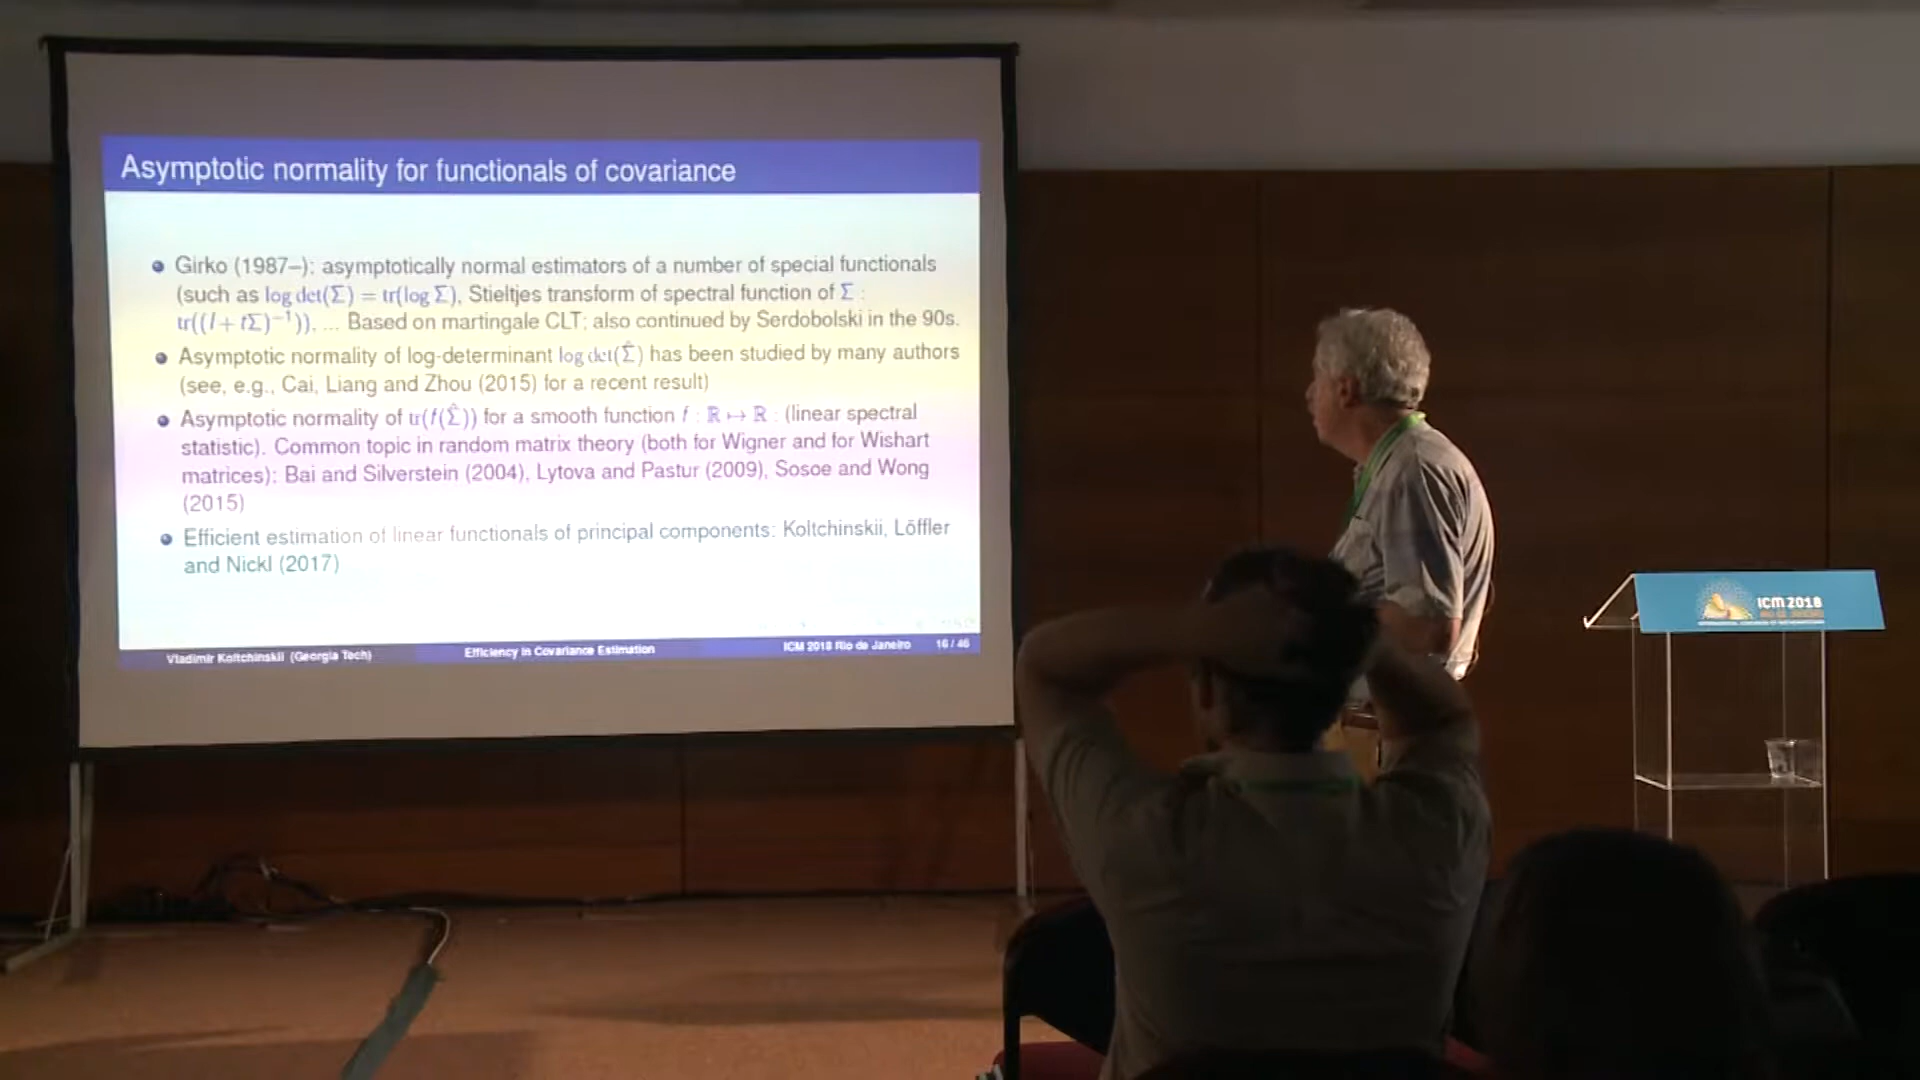 Asymptotic normality for functionals of covariance
Girko (1987–): asymptotically normal estimators of a number of special functionals
(such as log det(Σ) = tr(log Σ), Stieltjes transform of spectral function of Σ :
tr((I + tΣ)⁻¹)), ... Based on martingale CLT; also continued by Serdobolski in the 90s.
Asymptotic normality of log-determinant log det(Σ̂) has been studied by many authors
(see, e.g., Cai, Liang and Zhou (2015) for a recent result)
Asymptotic normality of tr(f(Σ̂)) for a smooth function f : ℝ ↦ ℝ : (linear spectral
statistic). Common topic in random matrix theory (both for Wigner and for Wishart
matrices): Bai and Silverstein (2004), Lytova and Pastur (2009), Sosoe and Wong
(2015)
Efficient estimation of linear functionals of principal components: Koltchinskii, Löffler
and Nickl (2017)
Vladimir Koltchinskii (Georgia Tech) Efficiency in Covariance Estimation ICM 2018 Rio de Janeiro 16 / 46
ICM 2018
RIO DE JANEIRO